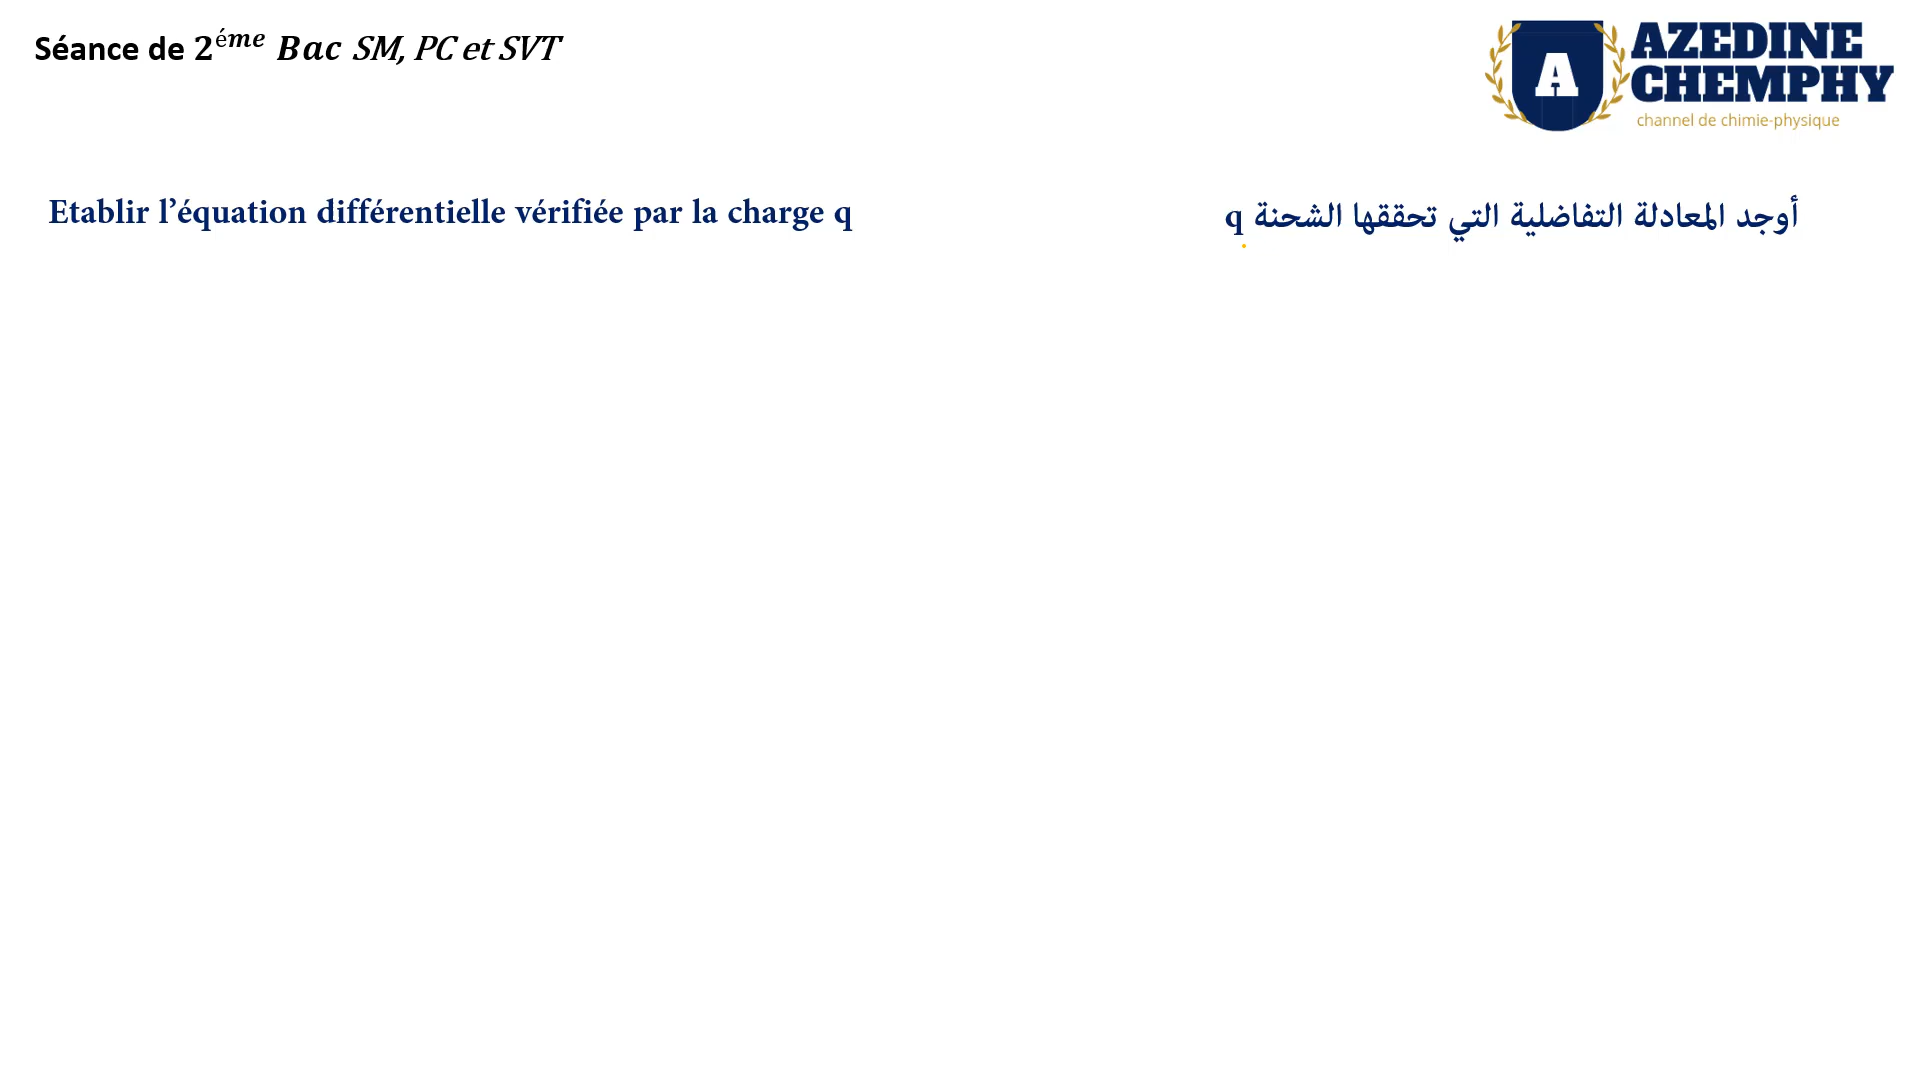 Séance de 2éme Bac SM, PC et SVT
AZEDINE
CHEMPHY
channel de chimie-physique
A
Etablir l’équation différentielle vérifiée par la charge q
أوجد المعادلة التفاضلية التي تحققها الشحنة q